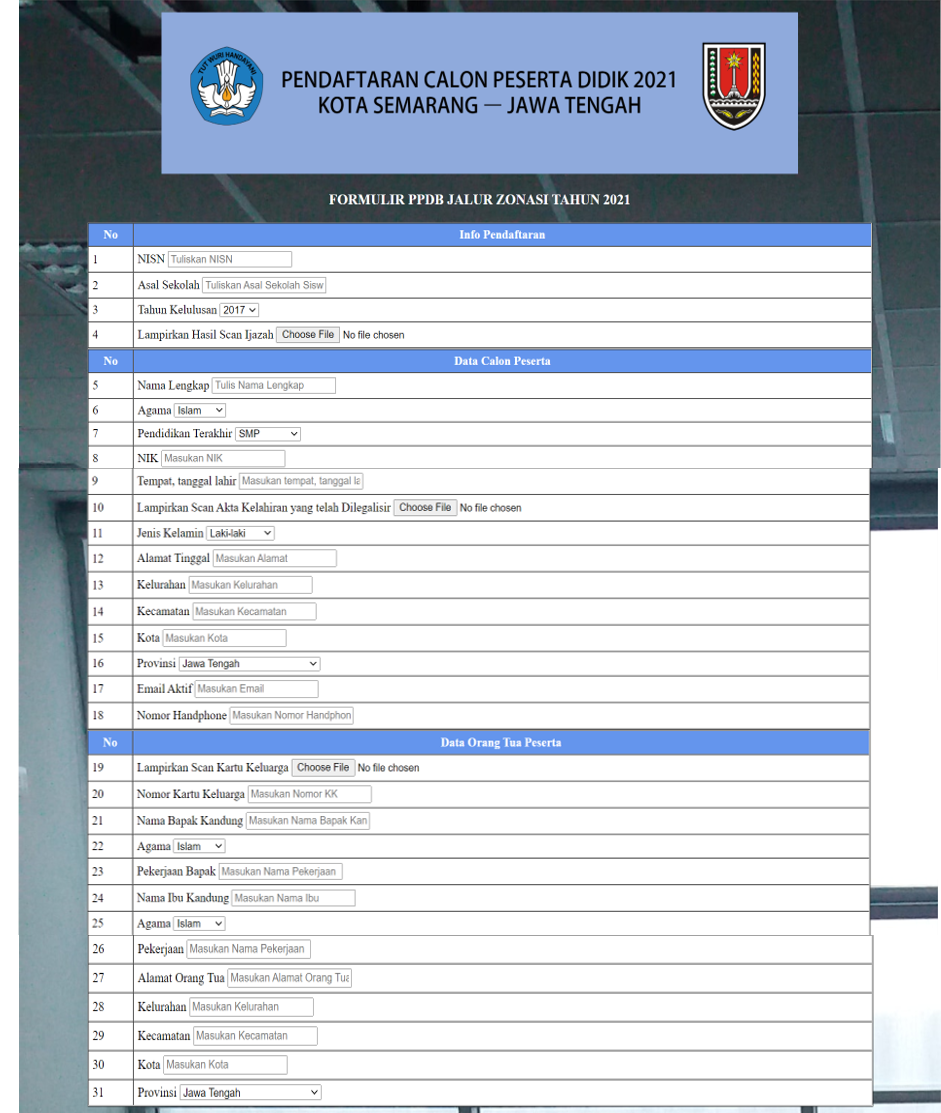 TUT WURI HANDAYANI
PENDAFTARAN CALON PESERTA DIDIK 2021
KOTA SEMARANG — JAWA TENGAH
FORMULIR PPDB JALUR ZONASI TAHUN 2021
No Info Pendaftaran
1 NISN Tuliskan NISN
2 Asal Sekolah Tuliskan Asal Sekolah Sisw
3 Tahun Kelulusan 2017
4 Lampirkan Hasil Scan Ijazah Choose File No file chosen
No Data Calon Peserta
5 Nama Lengkap Tulis Nama Lengkap
6 Agama Islam
7 Pendidikan Terakhir SMP
8 NIK Masukan NIK
9 Tempat, tanggal lahir Masukan tempat, tanggal la
10 Lampirkan Scan Akta Kelahiran yang telah Dilegalisir Choose File No file chosen
11 Jenis Kelamin Laki-laki
12 Alamat Tinggal Masukan Alamat
13 Kelurahan Masukan Kelurahan
14 Kecamatan Masukan Kecamatan
15 Kota Masukan Kota
16 Provinsi Jawa Tengah
17 Email Aktif Masukan Email
18 Nomor Handphone Masukan Nomor Handphon
No Data Orang Tua Peserta
19 Lampirkan Scan Kartu Keluarga Choose File No file chosen
20 Nomor Kartu Keluarga Masukan Nomor KK
21 Nama Bapak Kandung Masukan Nama Bapak Kan
22 Agama Islam
23 Pekerjaan Bapak Masukan Nama Pekerjaan
24 Nama Ibu Kandung Masukan Nama Ibu
25 Agama Islam
26 Pekerjaan Masukan Nama Pekerjaan
27 Alamat Orang Tua Masukan Alamat Orang Tua
28 Kelurahan Masukan Kelurahan
29 Kecamatan Masukan Kecamatan
30 Kota Masukan Kota
31 Provinsi Jawa Tengah